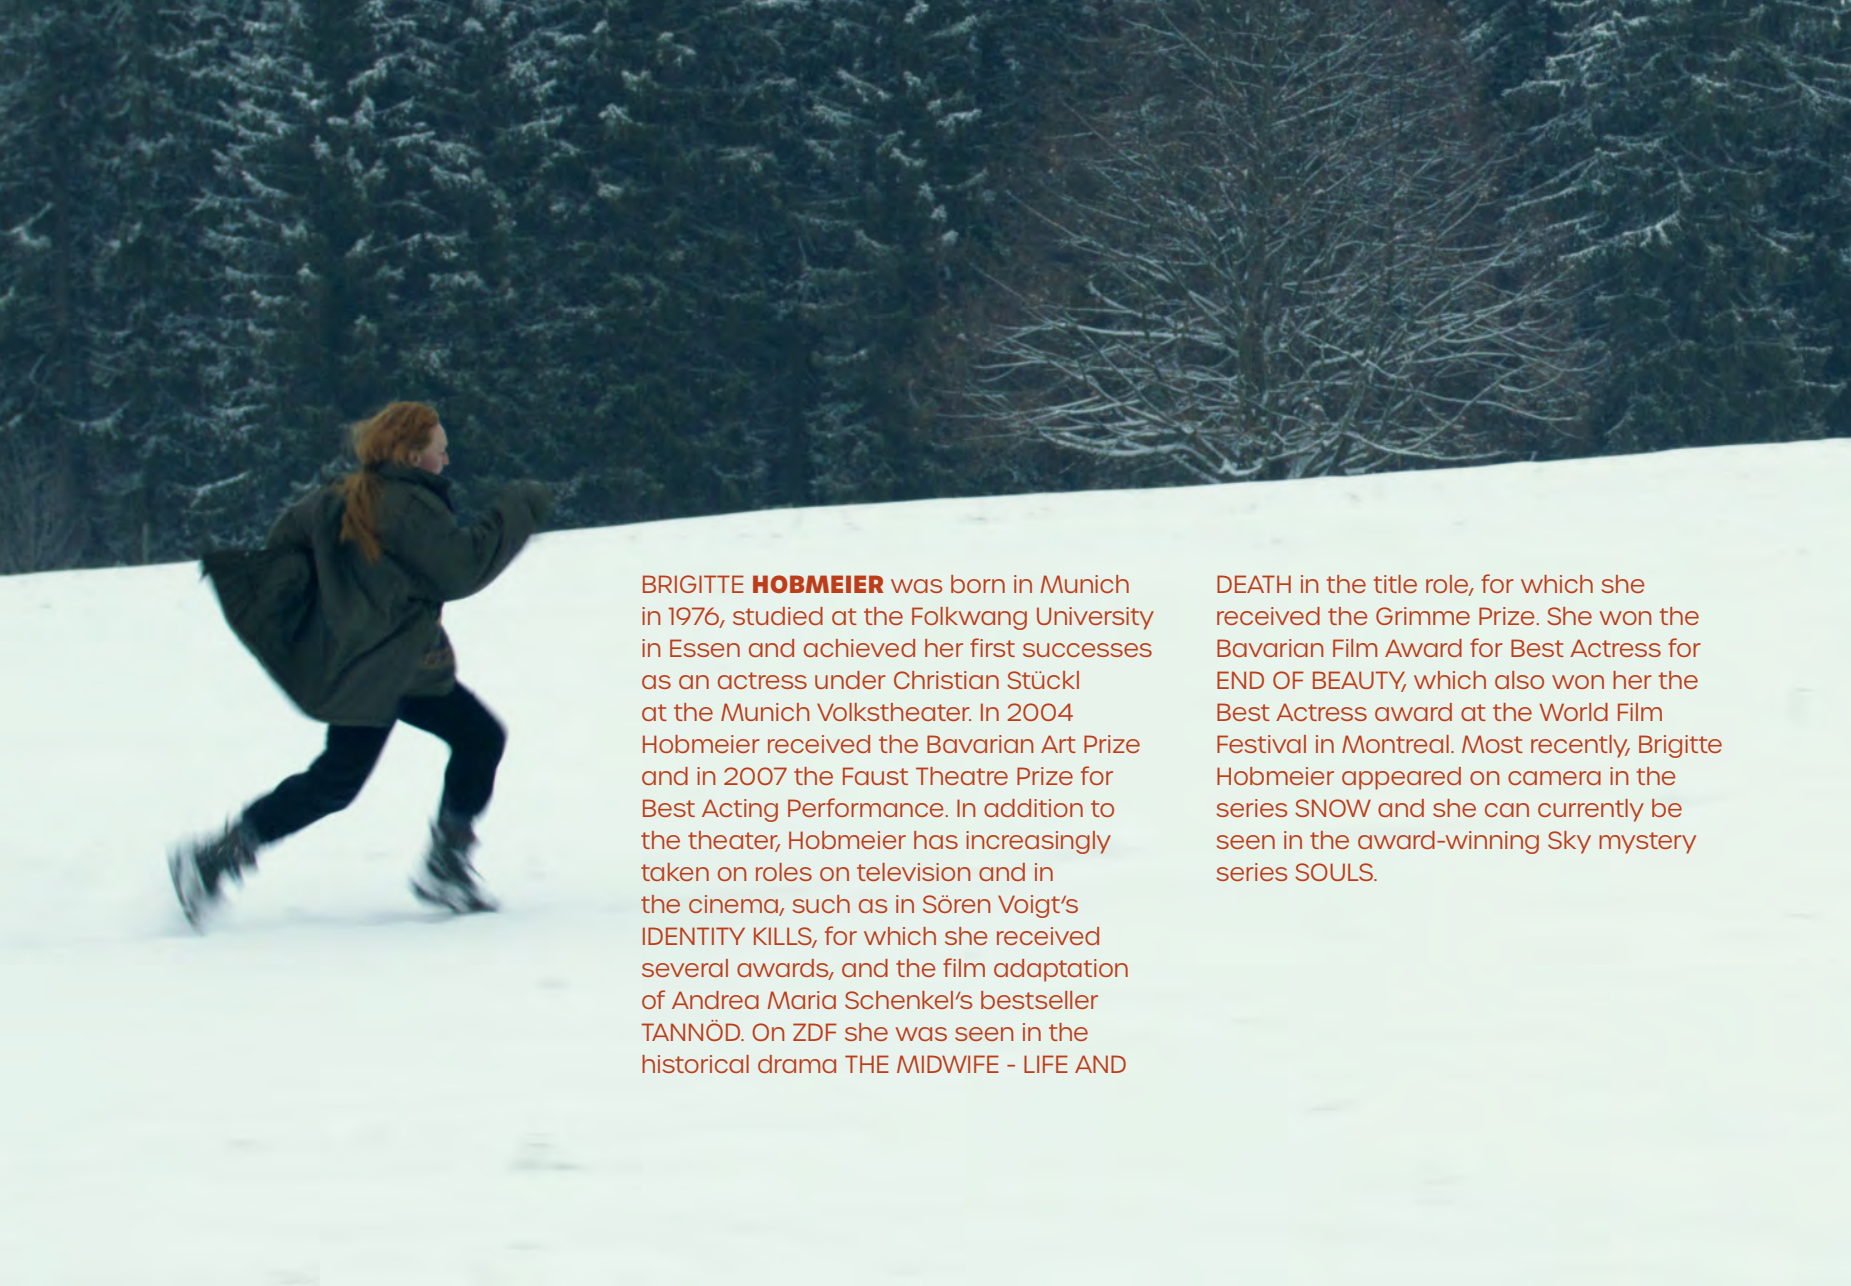 BRIGITTE HOBMEIER was born in Munich
in 1976, studied at the Folkwang University
in Essen and achieved her first successes
as an actress under Christian Stückl
at the Munich Volkstheater. In 2004
Hobmeier received the Bavarian Art Prize
and in 2007 the Faust Theatre Prize for
Best Acting Performance. In addition to
the theater, Hobmeier has increasingly
taken on roles on television and in
the cinema, such as in Sören Voigt’s
IDENTITY KILLS, for which she received
several awards, and the film adaptation
of Andrea Maria Schenkel’s bestseller
TANNÖD. On ZDF she was seen in the
historical drama THE MIDWIFE - LIFE AND
DEATH in the title role, for which she
received the Grimme Prize. She won the
Bavarian Film Award for Best Actress for
END OF BEAUTY, which also won her the
Best Actress award at the World Film
Festival in Montreal. Most recently, Brigitte
Hobmeier appeared on camera in the
series SNOW and she can currently be
seen in the award-winning Sky mystery
series SOULS.